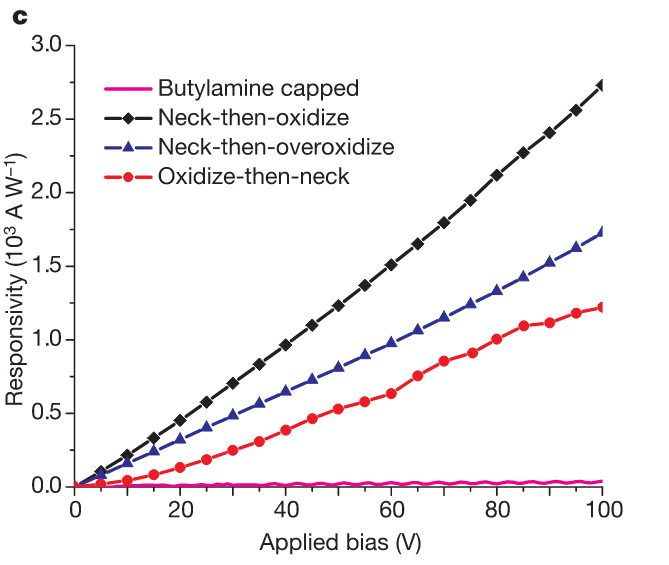 c
3.0
2.5
2.0
1.5
1.0
0.5
0.0
Responsivity (10³ A W⁻¹)
Butylamine capped
Neck-then-oxidize
Neck-then-overoxidize
Oxidize-then-neck
0 20 40 60 80 100
Applied bias (V)